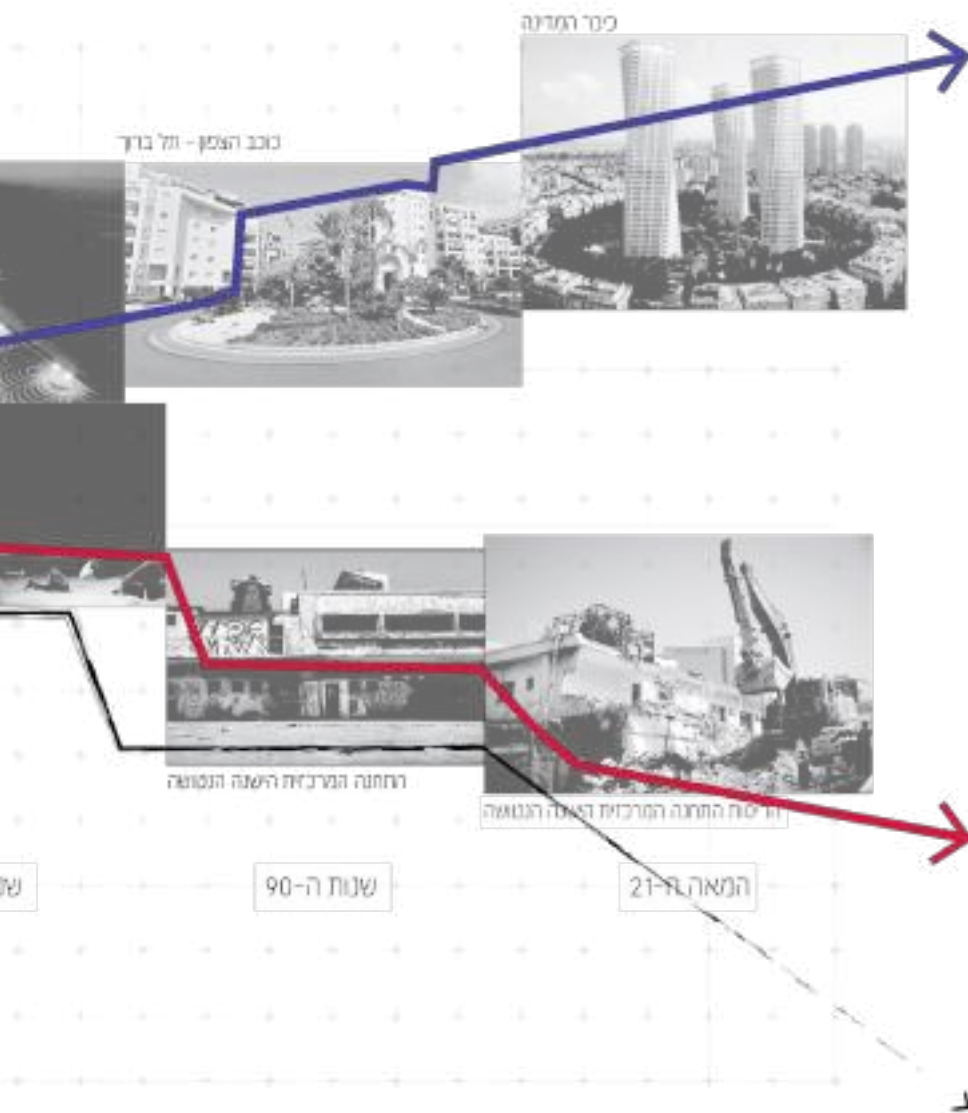 כיכר המדינה
כוכב הצפון - תל ברוך
התחנה המרכזית הישנה הנטושה
הריסות התחנה המרכזית הישנה הנטושה
שנ
שנות ה-90
המאה ה-21